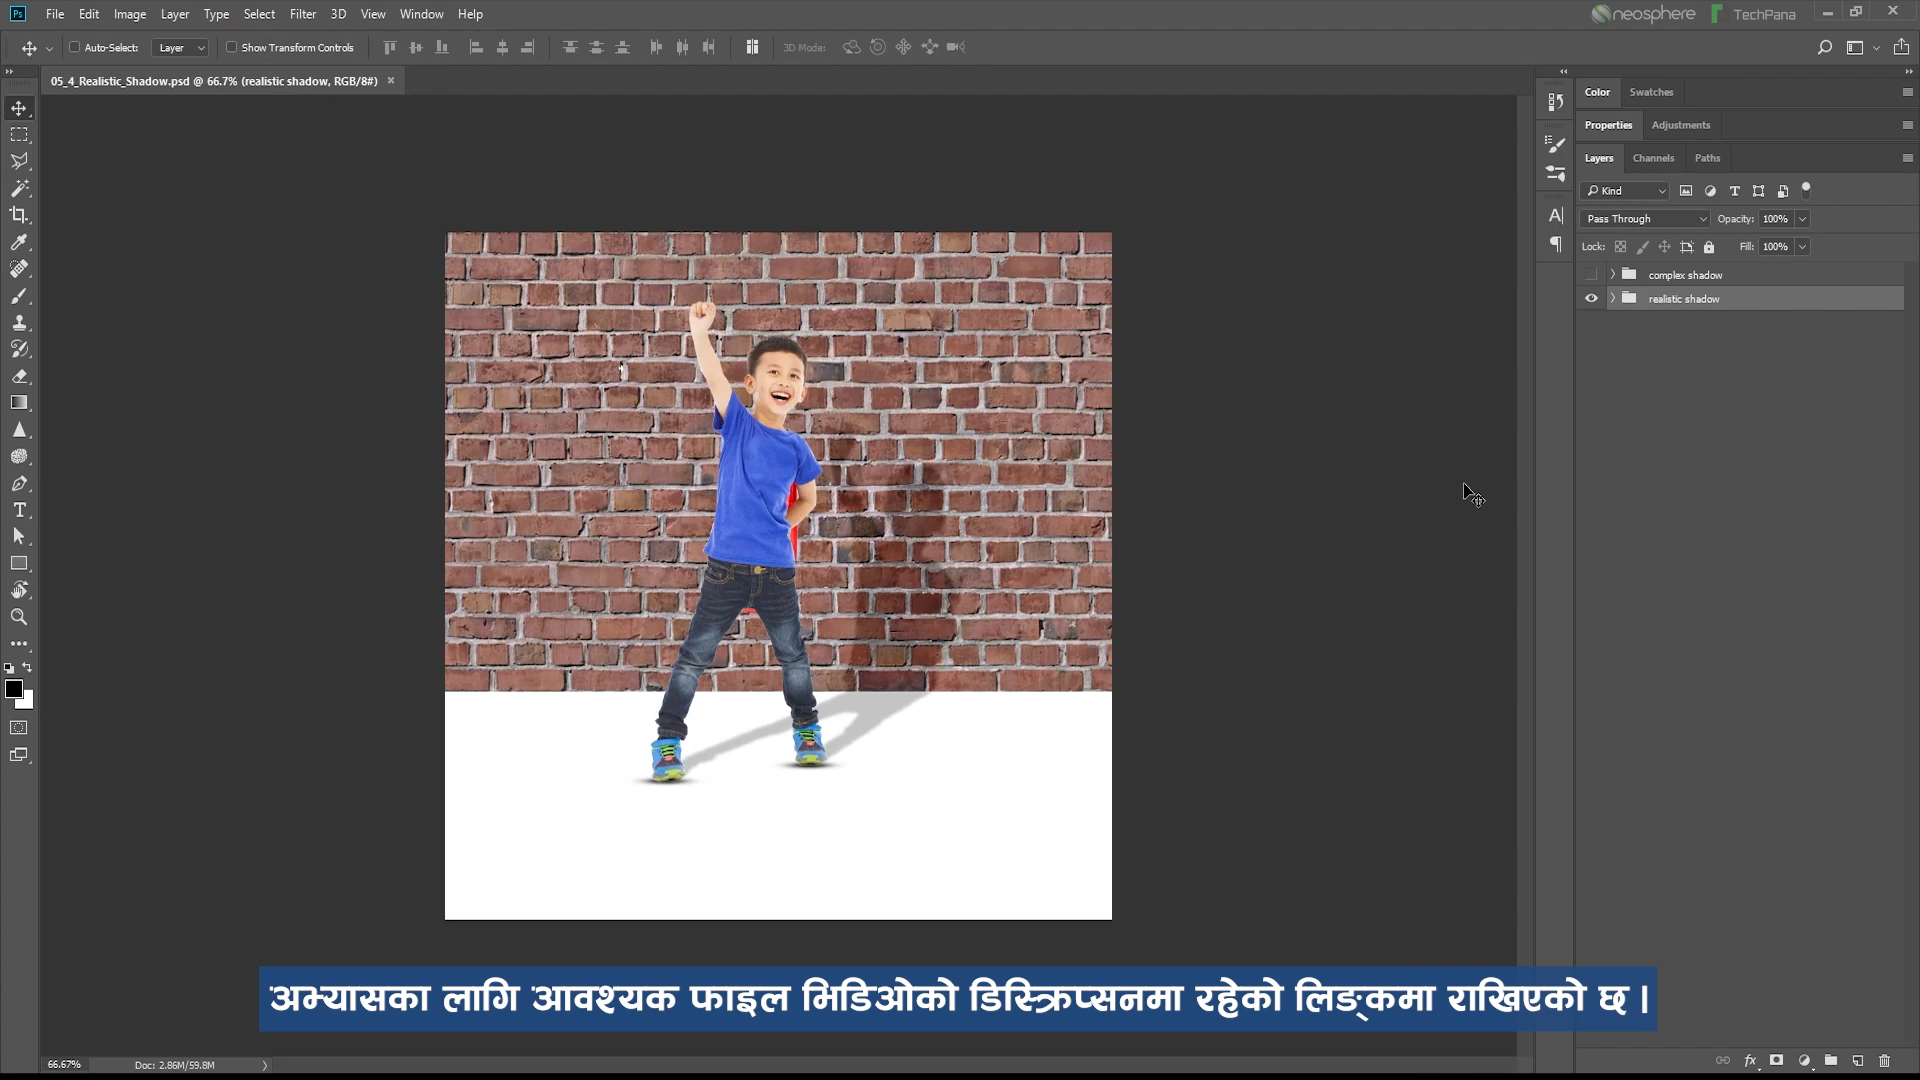 Ps File Edit Image Layer Type Select Filter 3D View Window Help neosphere TechPana
Auto-Select: Layer Show Transform Controls 3D Mode:
05_4_Realistic_Shadow.psd @ 66.7% (realistic shadow, RGB/8#) ×
Color Swatches
Properties Adjustments
Layers Channels Paths
Kind
Pass Through Opacity: 100%
Lock: Fill: 100%
complex shadow
realistic shadow
अभ्यासका लागि आवश्यक फाइल भिडिओको डिस्क्रिप्सनमा रहेको लिङ्कमा राखिएको छ ।
66.67% Doc: 2.86M/59.8M
fx